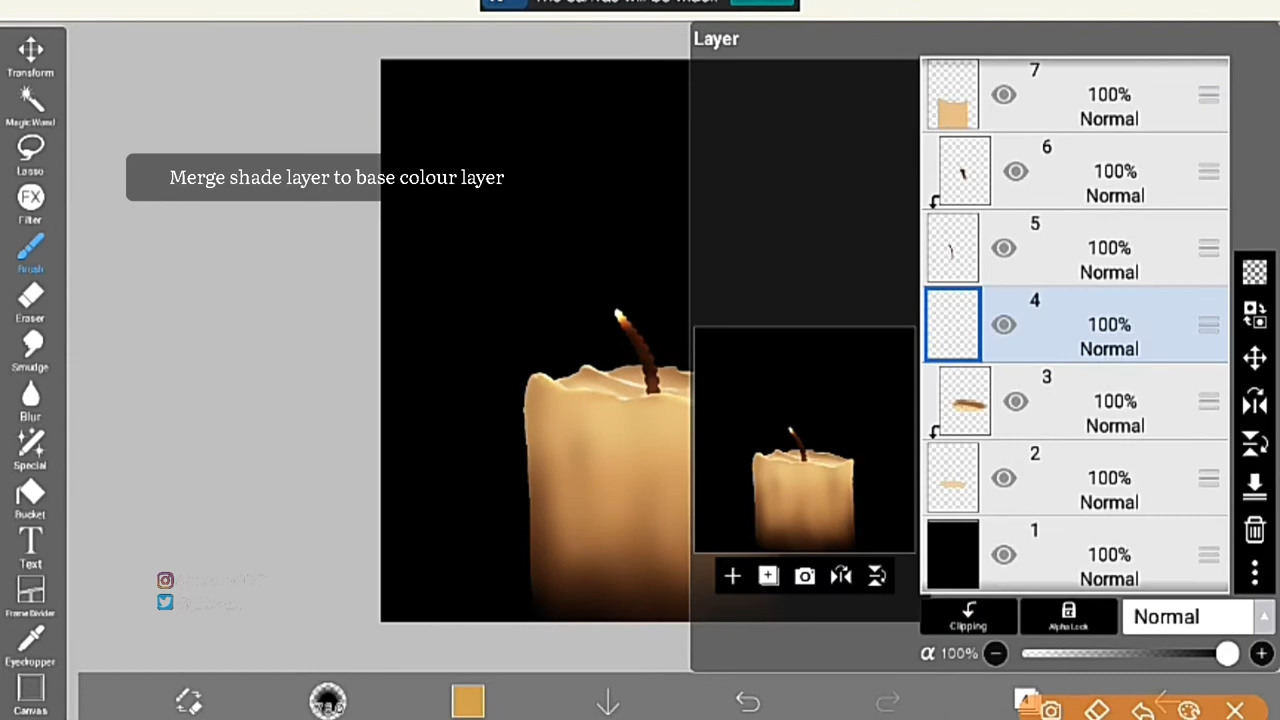 Layer
Transform
Magic Wand
Lasso
FX
Filter
Brush
Eraser
Smudge
Blur
Special
Bucket
T
Text
Frame Divider
Eyedropper
Canvas
Merge shade layer to base colour layer
7
100%
Normal
6
100%
Normal
5
100%
Normal
4
100%
Normal
3
100%
Normal
2
100%
Normal
1
100%
Normal
Clipping
Alpha Lock
Normal
α 100%